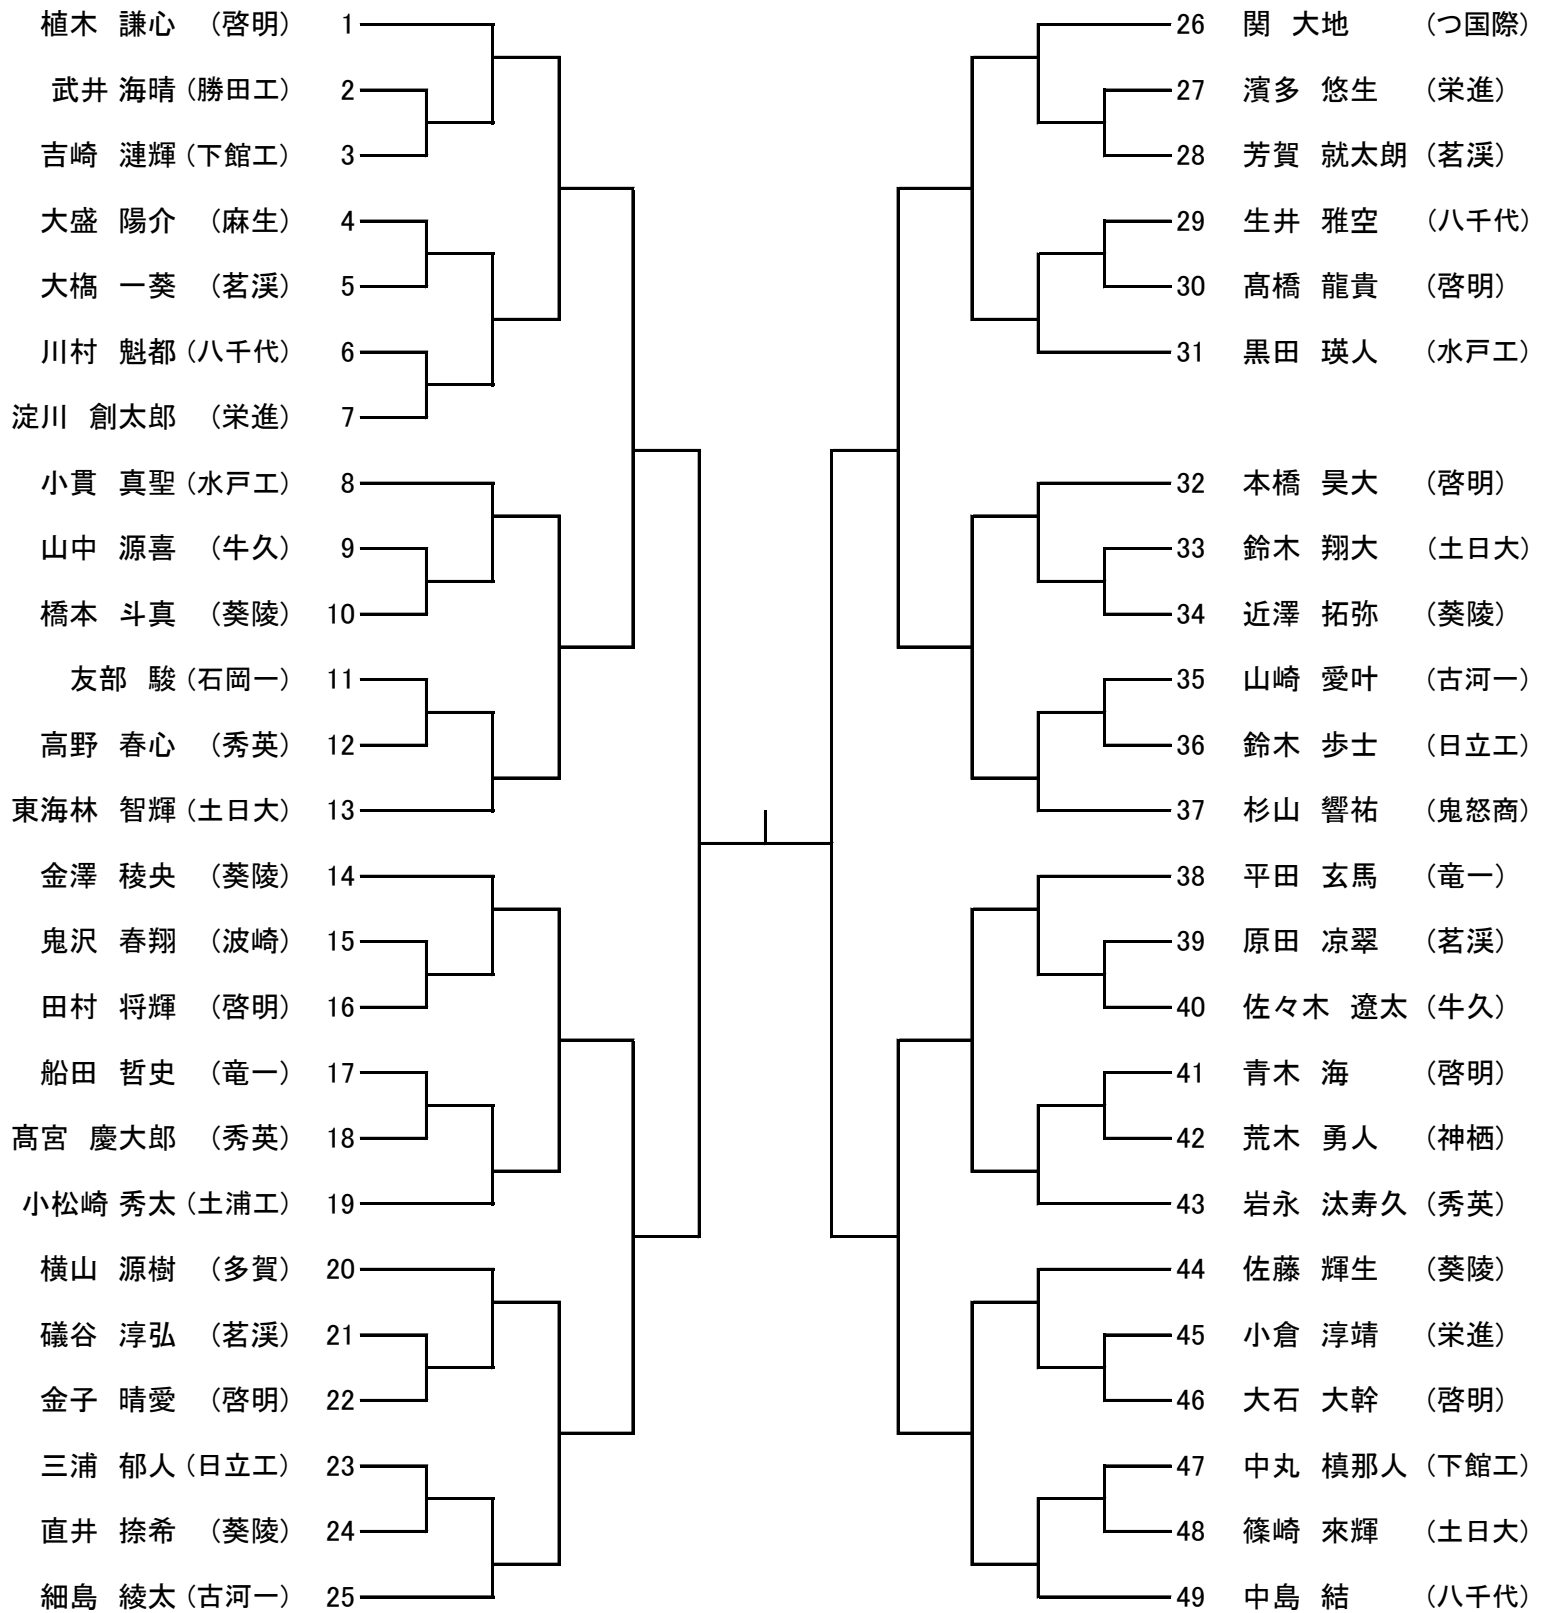 植木 謙心 （啓明） 1
武井 海晴 （勝田工） 2
吉崎 漣輝 （下館工） 3
大盛 陽介 （麻生） 4
大槗 一葵 （茗渓） 5
川村 魁都 （八千代） 6
淀川 創太郎 （栄進） 7
小貫 真聖 （水戸工） 8
山中 源喜 （牛久） 9
橋本 斗真 （葵陵） 10
友部 駿 （石岡一） 11
高野 春心 （秀英） 12
東海林 智輝 （土日大） 13
金澤 稜央 （葵陵） 14
鬼沢 春翔 （波崎） 15
田村 将輝 （啓明） 16
船田 哲史 （竜一） 17
髙宮 慶大郎 （秀英） 18
小松崎 秀太 （土浦工） 19
横山 源樹 （多賀） 20
礒谷 淳弘 （茗渓） 21
金子 晴愛 （啓明） 22
三浦 郁人 （日立工） 23
直井 捺希 （葵陵） 24
細島 綾太 （古河一） 25
26 関 大地 （つ国際）
27 濱多 悠生 （栄進）
28 芳賀 就太朗 （茗渓）
29 生井 雅空 （八千代）
30 髙橋 龍貴 （啓明）
31 黒田 瑛人 （水戸工）
32 本橋 昊大 （啓明）
33 鈴木 翔大 （土日大）
34 近澤 拓弥 （葵陵）
35 山崎 愛叶 （古河一）
36 鈴木 歩士 （日立工）
37 杉山 響祐 （鬼怒商）
38 平田 玄馬 （竜一）
39 原田 凉翠 （茗渓）
40 佐々木 遼太 （牛久）
41 青木 海 （啓明）
42 荒木 勇人 （神栖）
43 岩永 汰寿久 （秀英）
44 佐藤 輝生 （葵陵）
45 小倉 淳靖 （栄進）
46 大石 大幹 （啓明）
47 中丸 槙那人 （下館工）
48 篠崎 來輝 （土日大）
49 中島 結 （八千代）